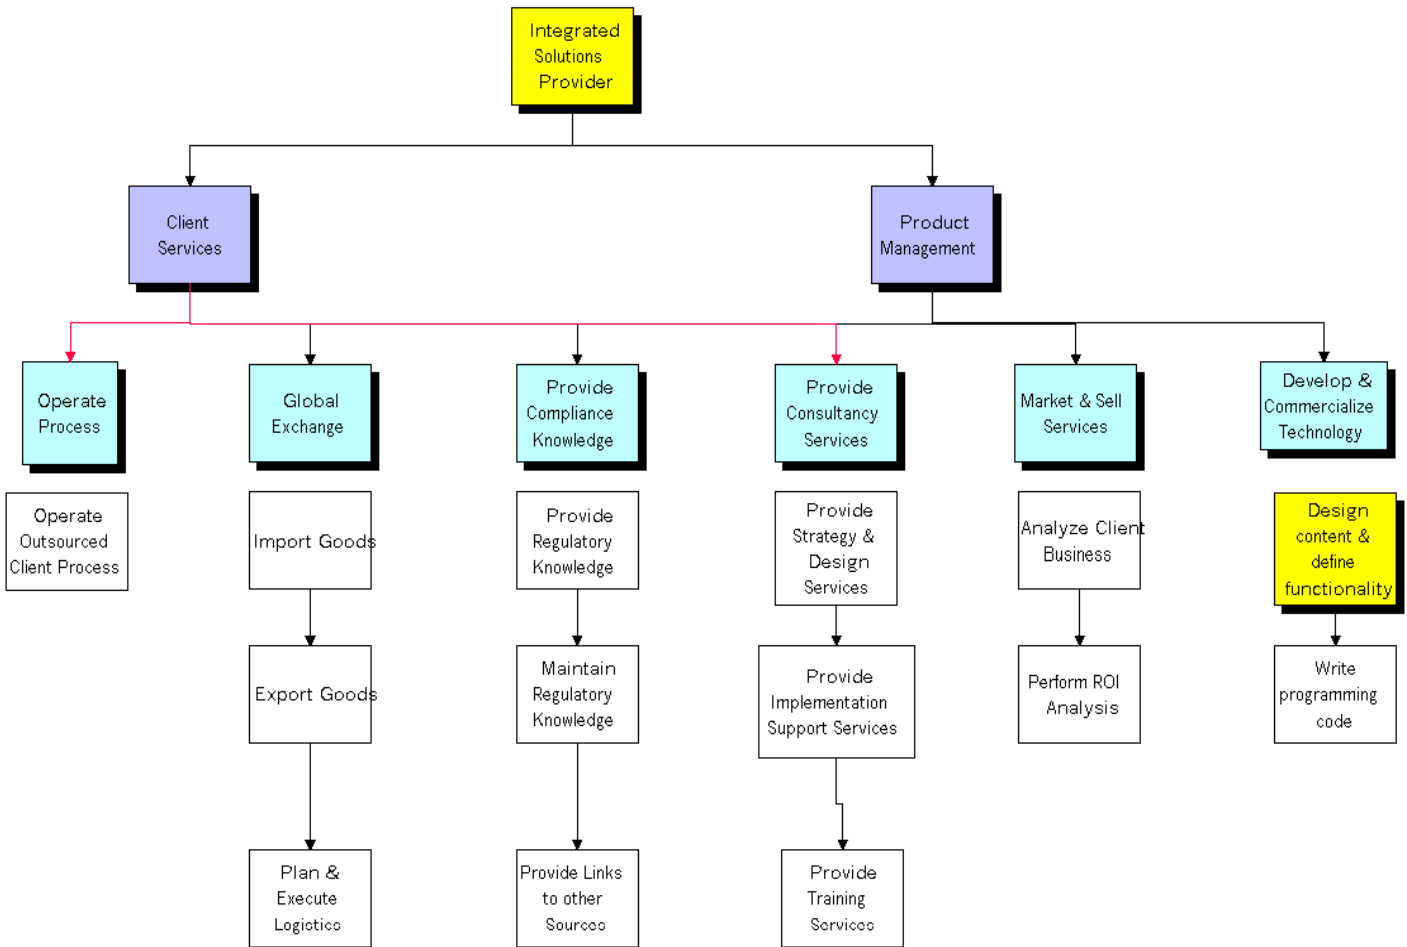 Integrated
Solutions
Provider
Client
Services
Product
Management
Operate
Process
Global
Exchange
Provide
Compliance
Knowledge
Provide
Consultancy
Services
Market & Sell
Services
Develop &
Commercialize
Technology
Operate
Outsourced
Client Process
Import Goods
Provide
Regulatory
Knowledge
Provide
Strategy &
Design
Services
Analyze Client
Business
Design
content &
define
functionality
Export Goods
Maintain
Regulatory
Knowledge
Provide
Implementation
Support Services
Perform ROI
Analysis
Write
programming
code
Plan &
Execute
Logistics
Provide Links
to other
Sources
Provide
Training
Services